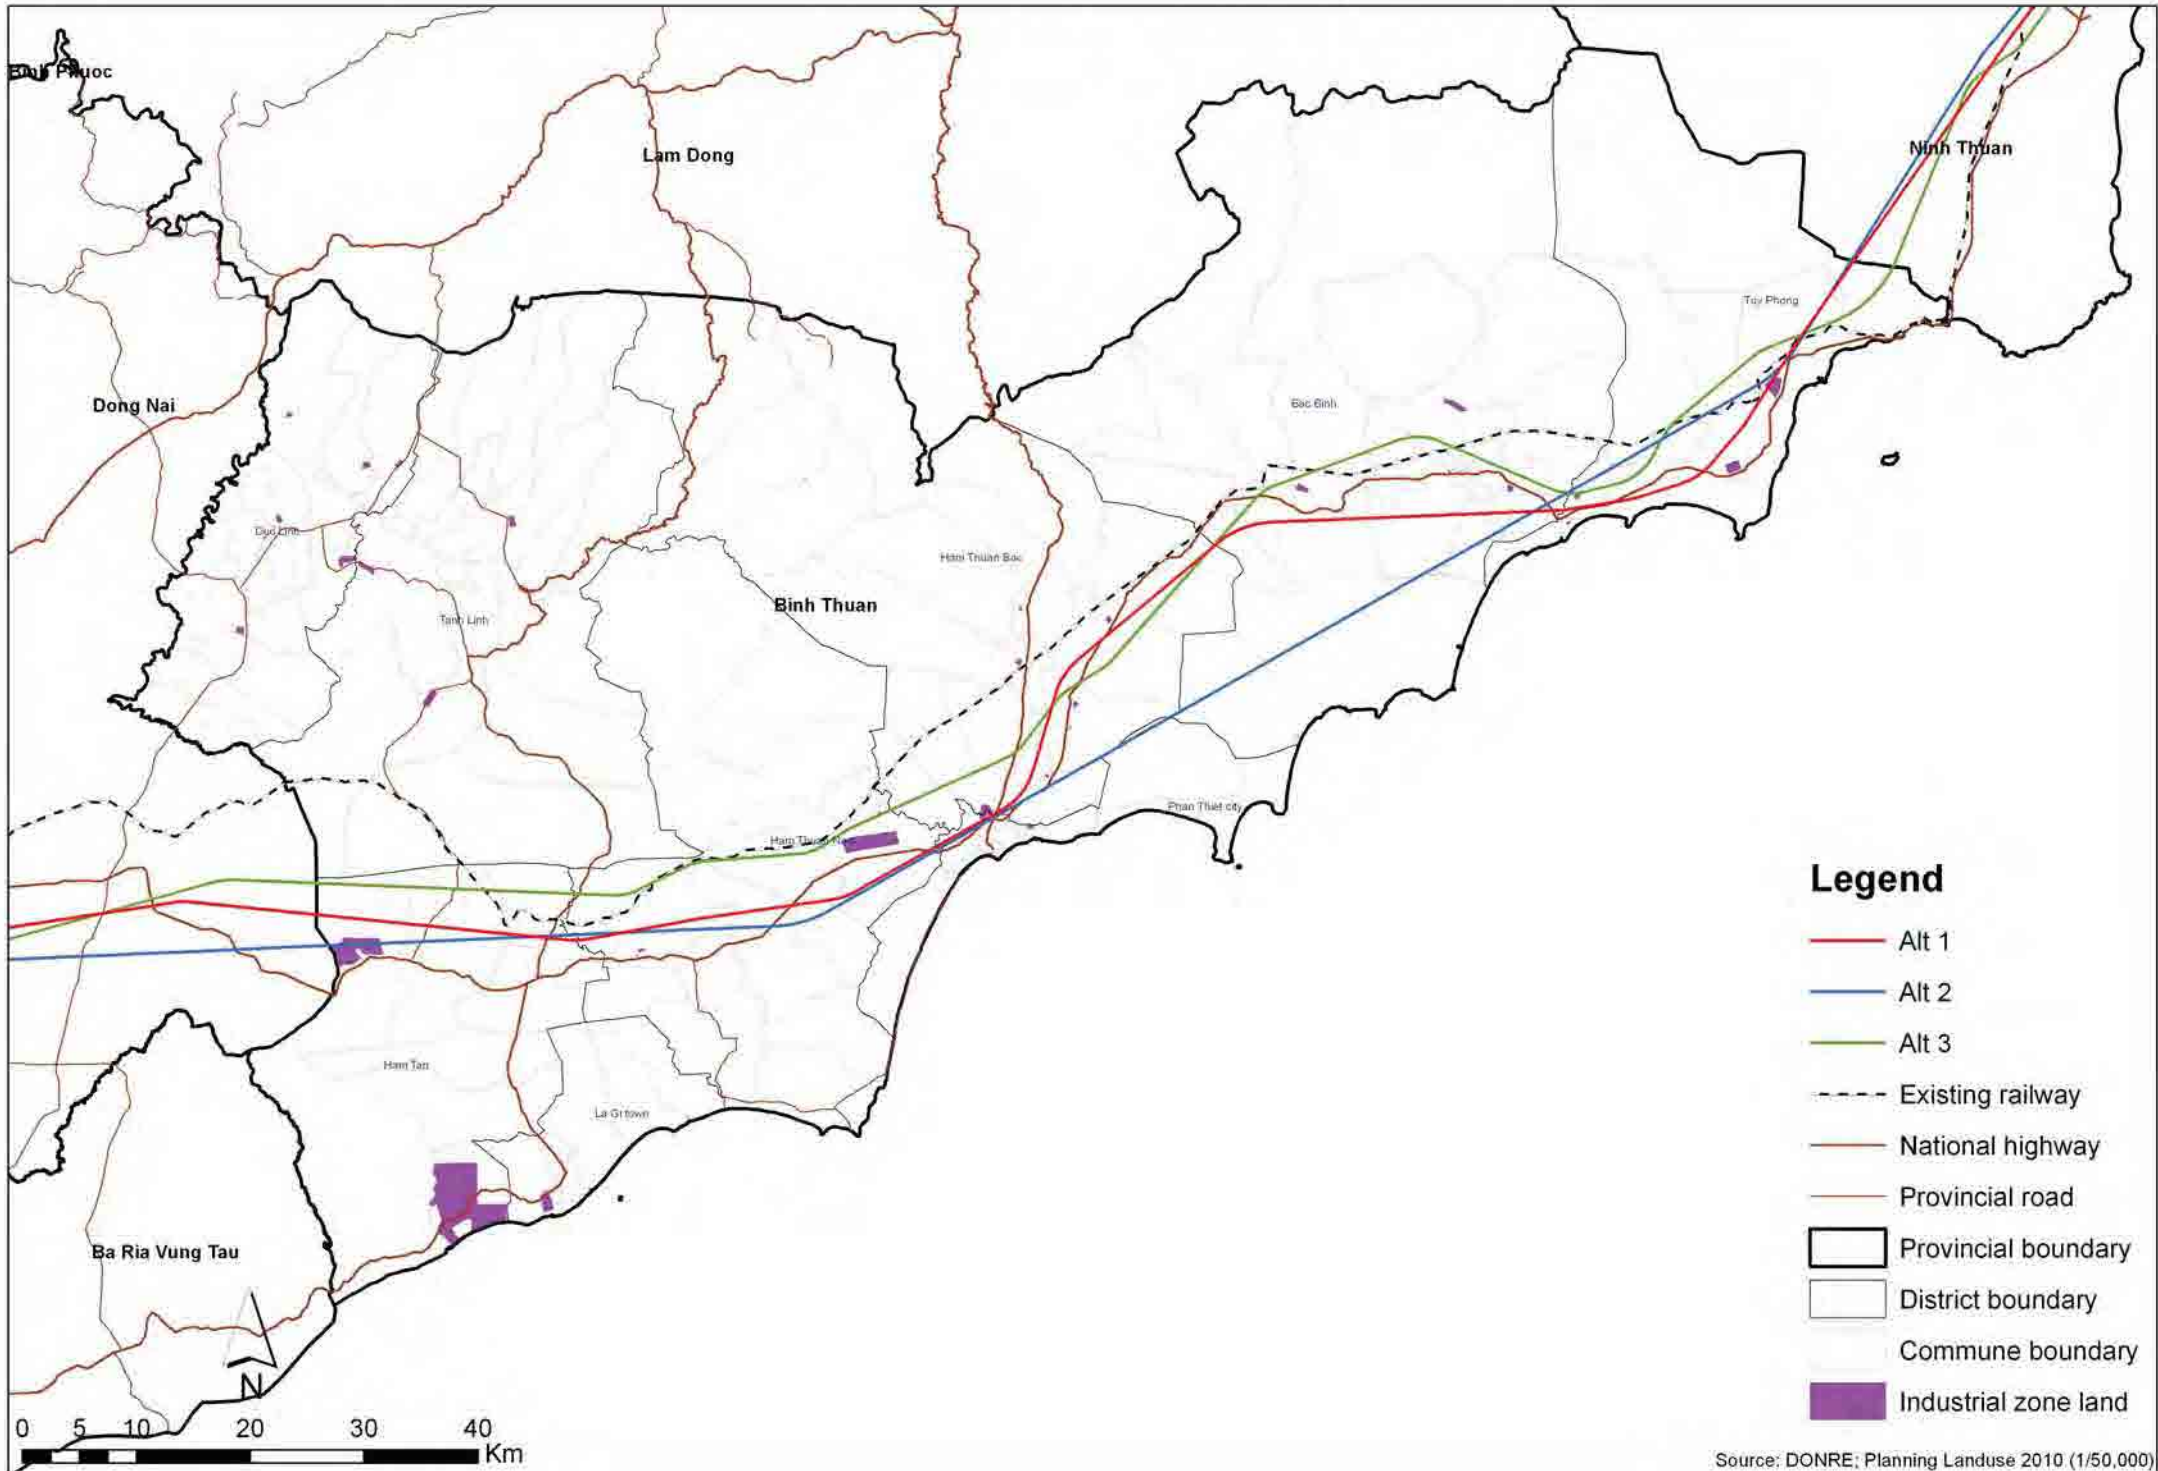 Binh Phuoc
Lam Dong
Ninh Thuan
Tuy Phong
Dong Nai
Bac Binh
Duc Linh
Ham Thuan Bac
Binh Thuan
Tanh Linh
Phan Thiet city
Ham Thuan Nam
Ham Tan
La Gi town
Ba Ria Vung Tau
Legend
Alt 1
Alt 2
Alt 3
Existing railway
National highway
Provincial road
Provincial boundary
District boundary
Commune boundary
Industrial zone land
N
0 5 10 20 30 40
Km
Source: DONRE; Planning Landuse 2010 (1/50,000)